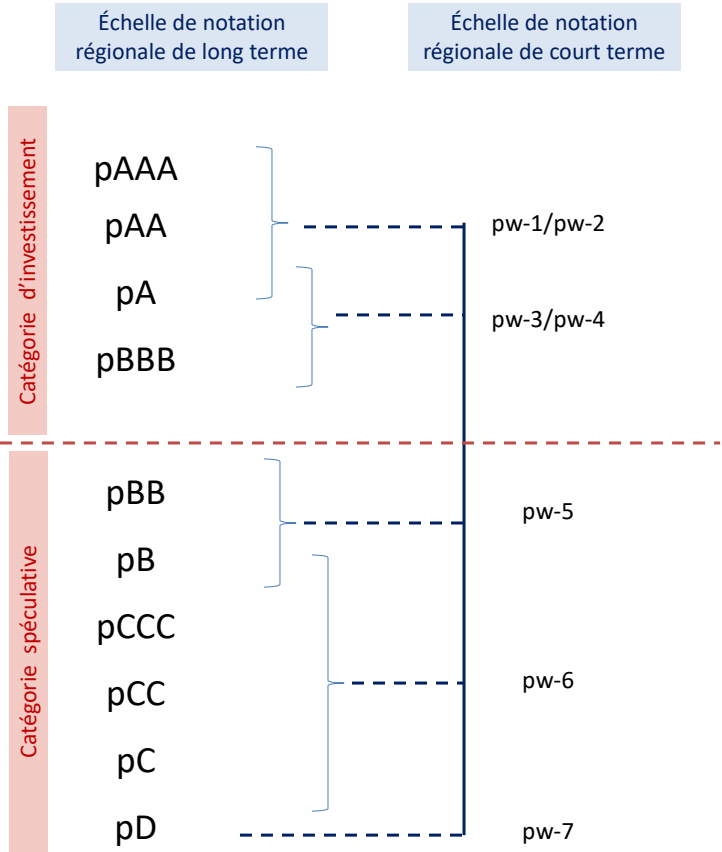 Échelle de notation
régionale de long terme
Échelle de notation
régionale de court terme
Catégorie d'investissement
pAAA
pAA
pw-1/pw-2
pA
pw-3/pw-4
pBBB
Catégorie spéculative
pBB
pw-5
pB
pCCC
pCC
pw-6
pC
pD
pw-7